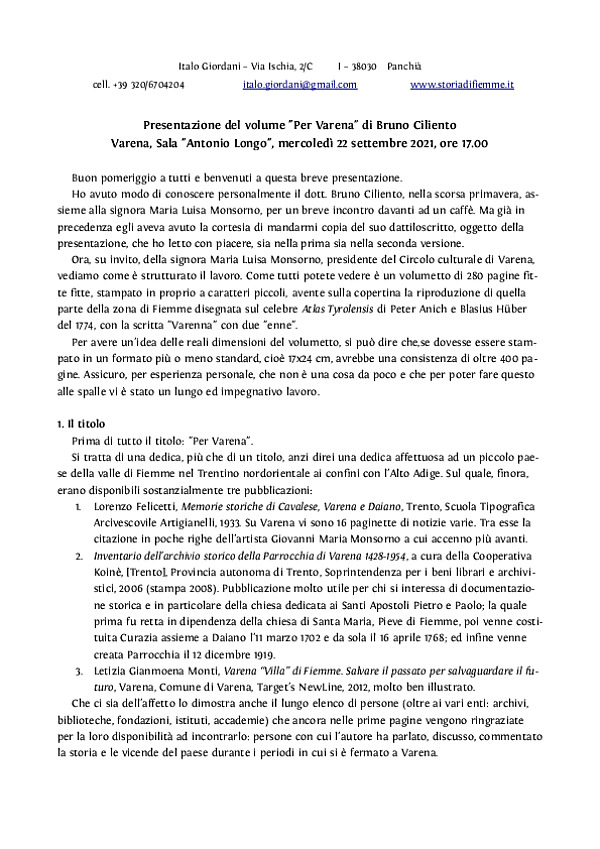 Italo Giordani – Via Ischia, 2/C I – 38030 Panchià
cell. +39 320/6704204 italo.giordani@gmail.com www.storiadifiemme.it
Presentazione del volume "Per Varena" di Bruno Ciliento
Varena, Sala "Antonio Longo", mercoledì 22 settembre 2021, ore 17.00
Buon pomeriggio a tutti e benvenuti a questa breve presentazione.
Ho avuto modo di conoscere personalmente il dott. Bruno Ciliento, nella scorsa primavera, as-
sieme alla signora Maria Luisa Monsorno, per un breve incontro davanti ad un caffè. Ma già in
precedenza egli aveva avuto la cortesia di mandarmi copia del suo dattiloscritto, oggetto della
presentazione, che ho letto con piacere, sia nella prima sia nella seconda versione.
Ora, su invito, della signora Maria Luisa Monsorno, presidente del Circolo culturale di Varena,
vediamo come è strutturato il lavoro. Come tutti potete vedere è un volumetto di 280 pagine fit-
te fitte, stampato in proprio a caratteri piccoli, avente sulla copertina la riproduzione di quella
parte della zona di Fiemme disegnata sul celebre Atlas Tyrolensis di Peter Anich e Blasius Hüber
del 1774, con la scritta "Varenna" con due "enne".
Per avere un'idea delle reali dimensioni del volumetto, si può dire che,se dovesse essere stam-
pato in un formato più o meno standard, cioè 17x24 cm, avrebbe una consistenza di oltre 400 pa-
gine. Assicuro, per esperienza personale, che non è una cosa da poco e che per poter fare questo
alle spalle vi è stato un lungo ed impegnativo lavoro.
1. Il titolo
Prima di tutto il titolo: "Per Varena".
Si tratta di una dedica, più che di un titolo, anzi direi una dedica affettuosa ad un piccolo pae-
se della valle di Fiemme nel Trentino nordorientale ai confini con l'Alto Adige. Sul quale, finora,
erano disponibili sostanzialmente tre pubblicazioni:
1. Lorenzo Felicetti, Memorie storiche di Cavalese, Varena e Daiano, Trento, Scuola Tipografica
Arcivescovile Artigianelli, 1933. Su Varena vi sono 16 paginette di notizie varie. Tra esse la
citazione in poche righe dell'artista Giovanni Maria Monsorno a cui accenno più avanti.
2. Inventario dell'archivio storico della Parrocchia di Varena 1428-1954, a cura della Cooperativa
Koinè, [Trento], Provincia autonoma di Trento, Soprintendenza per i beni librari e archivi-
stici, 2006 (stampa 2008). Pubblicazione molto utile per chi si interessa di documentazio-
ne storica e in particolare della chiesa dedicata ai Santi Apostoli Pietro e Paolo; la quale
prima fu retta in dipendenza della chiesa di Santa Maria, Pieve di Fiemme, poi venne costi-
tuita Curazia assieme a Daiano l'11 marzo 1702 e da sola il 16 aprile 1768; ed infine venne
creata Parrocchia il 12 dicembre 1919.
3. Letizia Gianmoena Monti, Varena "Villa" di Fiemme. Salvare il passato per salvaguardare il fu-
turo, Varena, Comune di Varena, Target's NewLine, 2012, molto ben illustrato.
Che ci sia dell'affetto lo dimostra anche il lungo elenco di persone (oltre ai vari enti: archivi,
biblioteche, fondazioni, istituti, accademie) che ancora nelle prime pagine vengono ringraziate
per la loro disponibilità ad incontrarlo: persone con cui l'autore ha parlato, discusso, commentato
la storia e le vicende del paese durante i periodi in cui si è fermato a Varena.